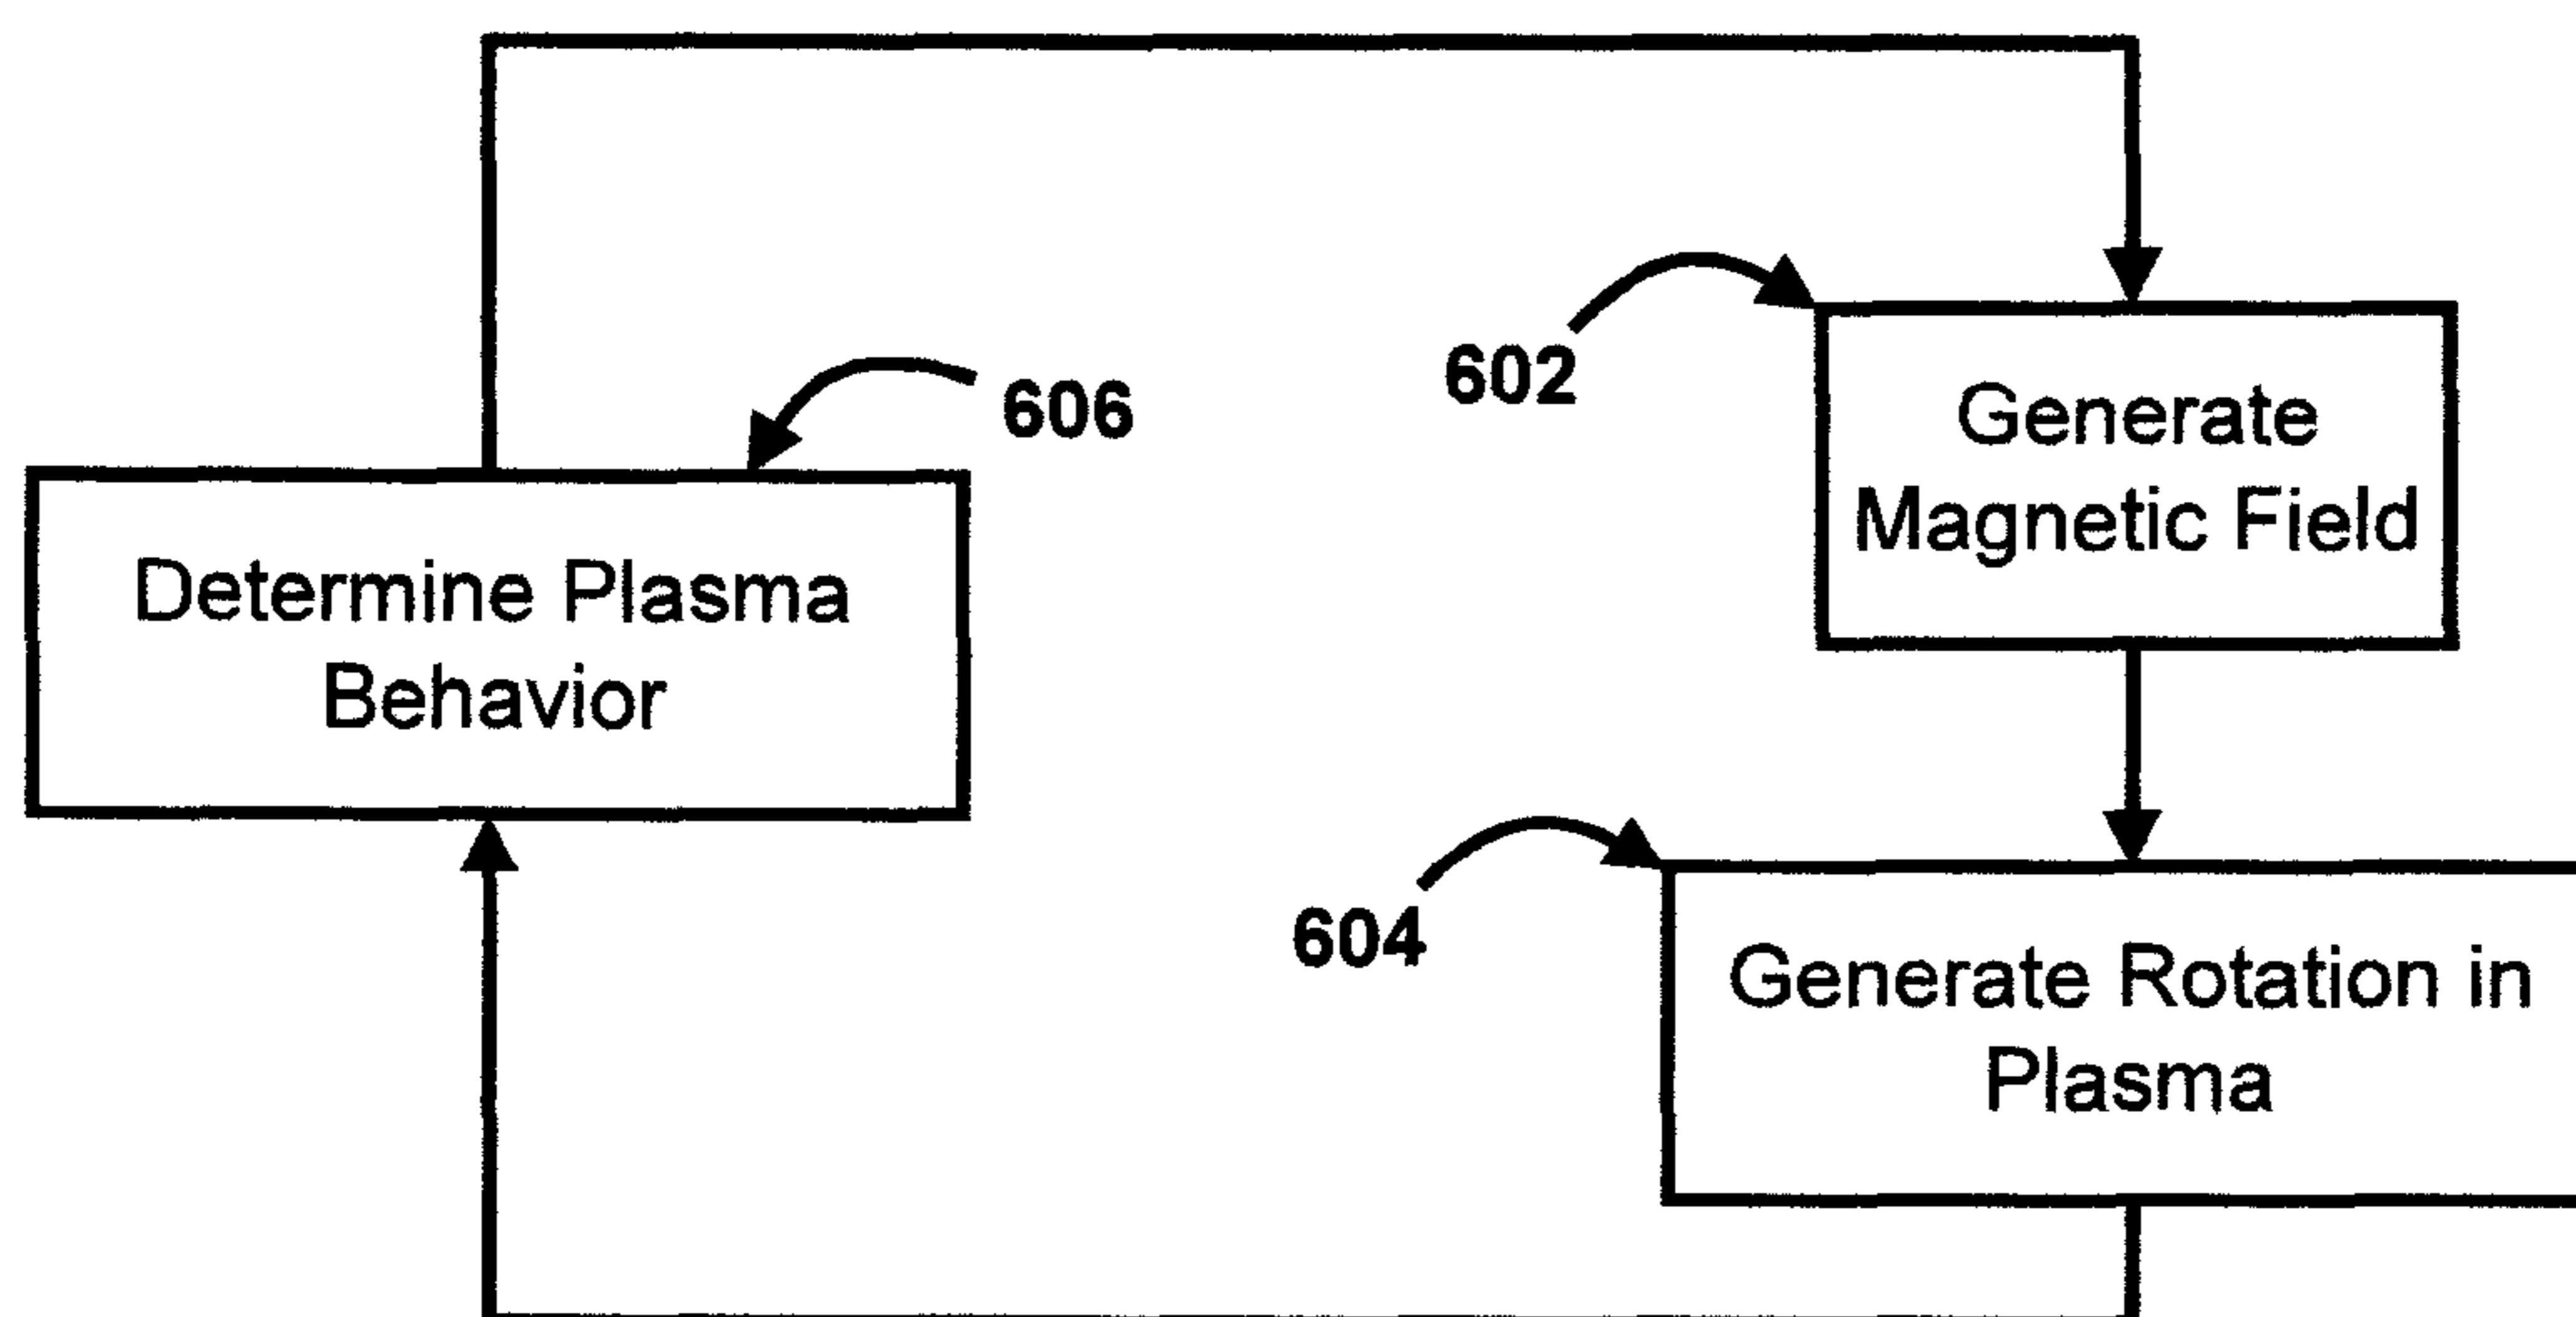 602
Generate
Magnetic Field
606
Determine Plasma
Behavior
604
Generate Rotation in
Plasma